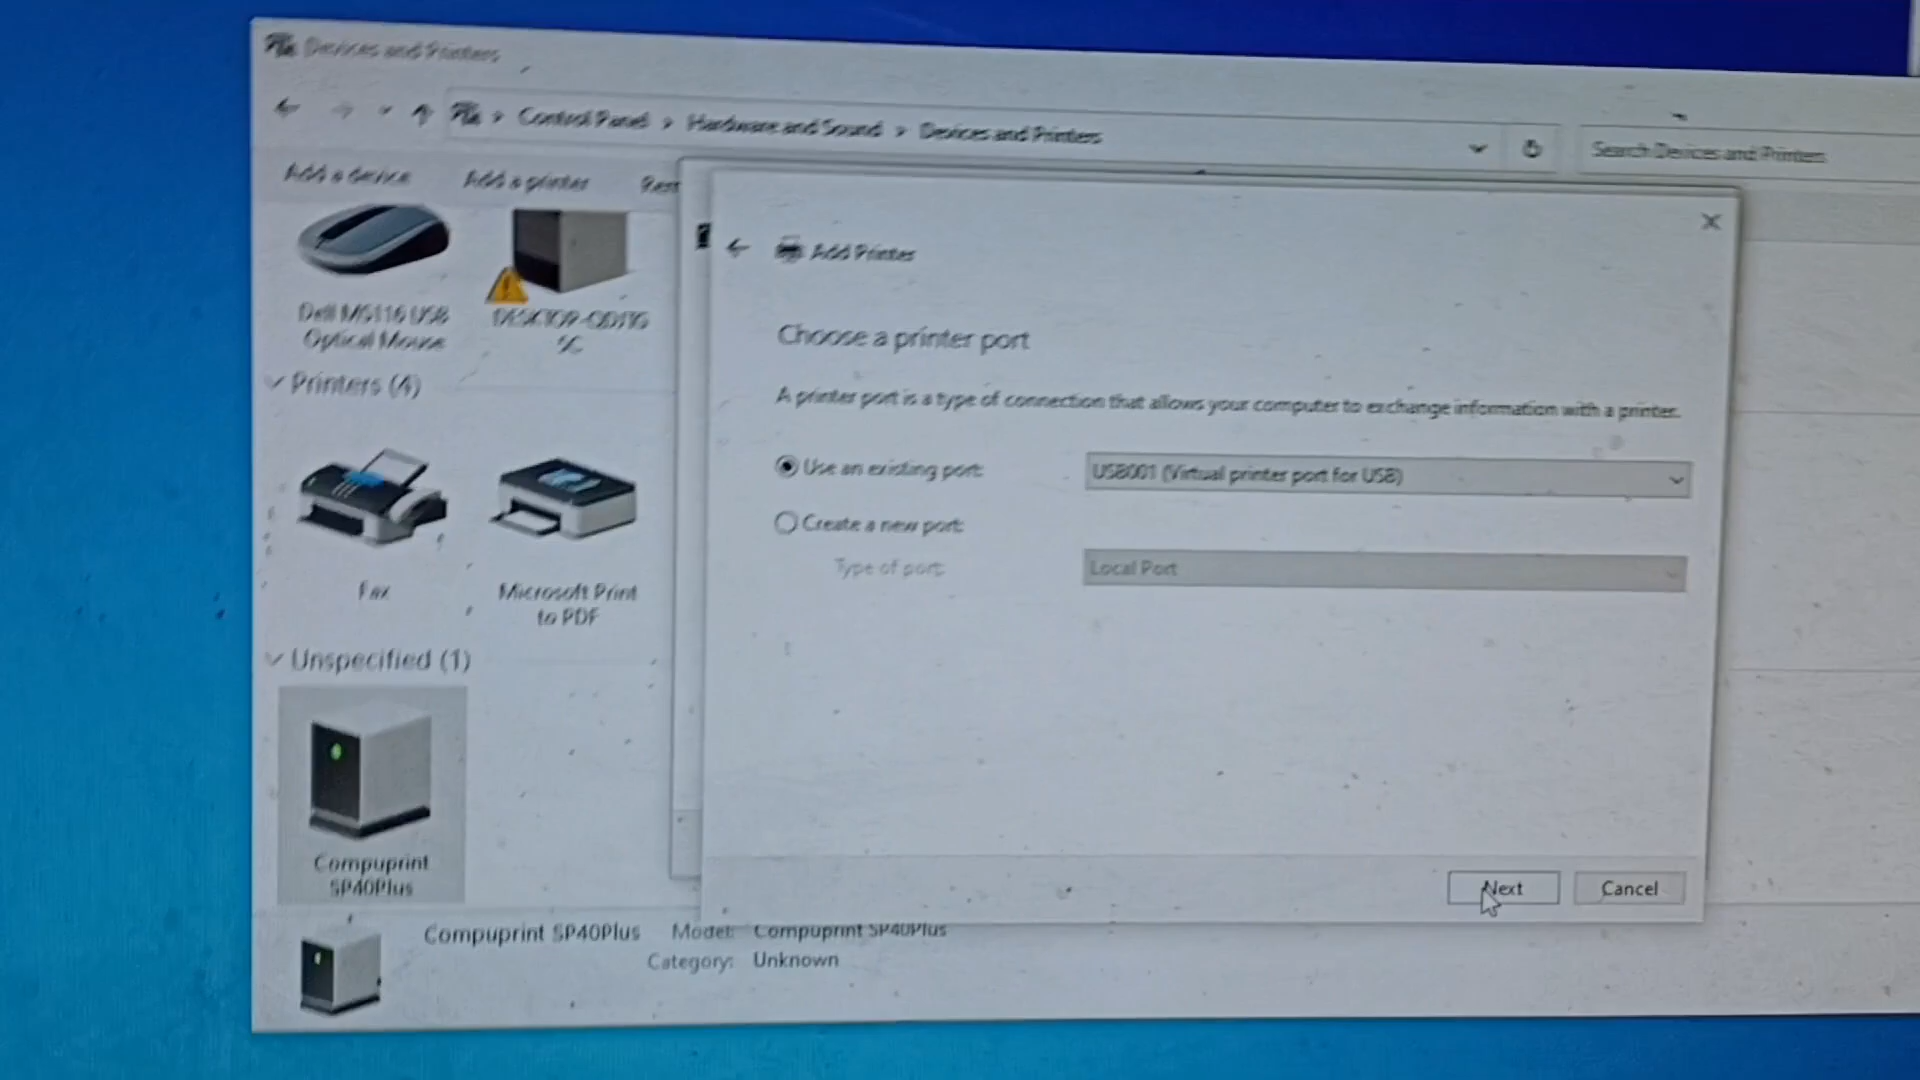 Devices and Printers
Control Panel > Hardware and Sound > Devices and Printers
Search Devices and Printers
Add a device Add a printer
Dell MS116 USB
Optical Mouse
Printers (4)
Fax
Microsoft Print
to PDF
Unspecified (1)
Compuprint
SP40Plus
Compuprint SP40Plus Model: Compuprint SP40Plus
Category: Unknown
Add Printer
Choose a printer port
A printer port is a type of connection that allows your computer to exchange information with a printer.
Use an existing port: USB001 (Virtual printer port for USB)
Create a new port:
Type of port: Local Port
Next Cancel